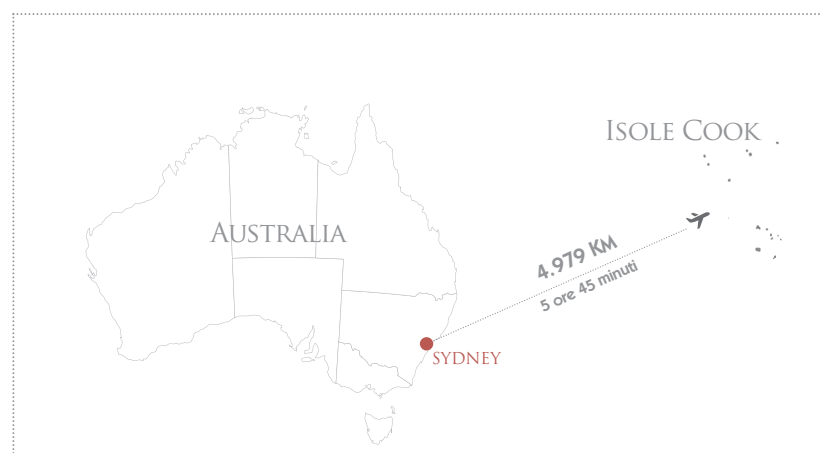 ISOLE COOK
AUSTRALIA
4.979 KM
5 ore 45 minuti
SYDNEY